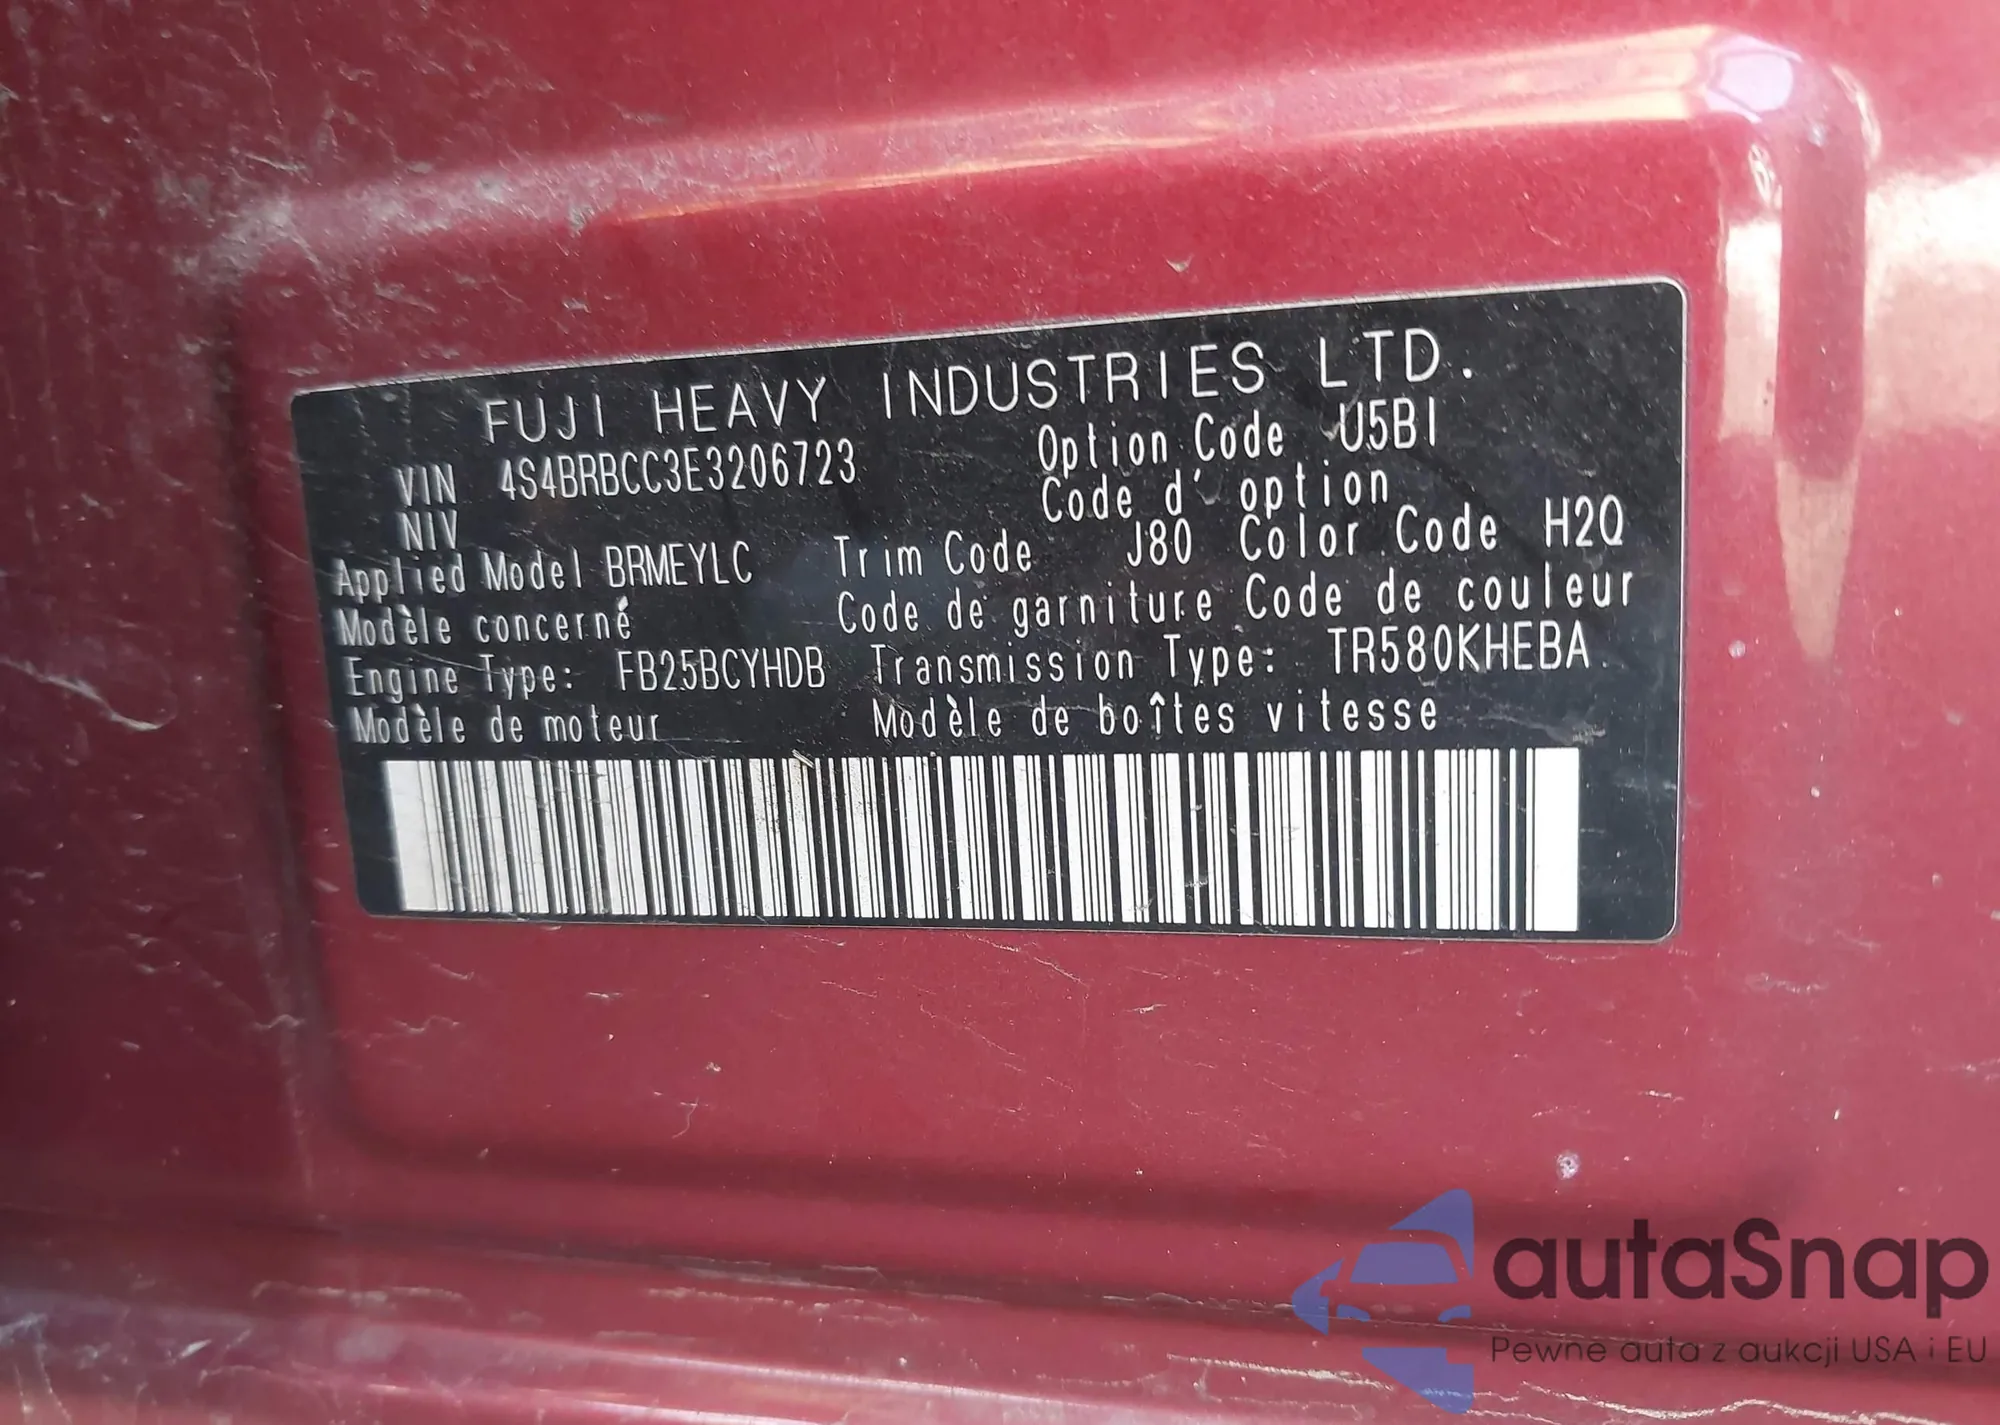 FUJI HEAVY INDUSTRIES LTD.
VIN 4S4BRBCC3E3206723 Option Code U5BI
NIV Code d'option
Applied Model BRMEYLC Trim Code J80 Color Code H2Q
Modèle concerné Code de garniture Code de couleur
Engine Type: FB25BCYHDB Transmission Type: TR580KHEBA
Modèle de moteur Modèle de boîtes vitesse
autaSnap
Pewne auta z aukcji USA i EU